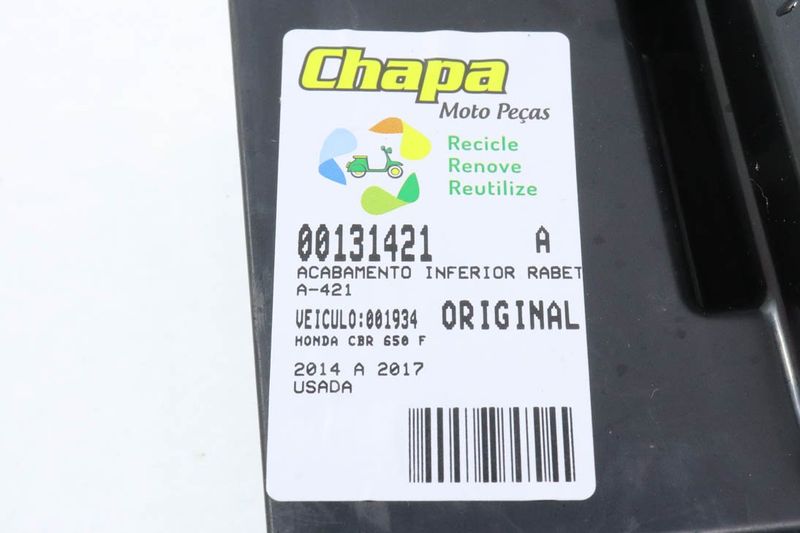 Chapa
Moto Peças
Recicle
Renove
Reutilize
00131421 A
ACABAMENTO INFERIOR RABET
A-421
VEICULO:001934 ORIGINAL
HONDA CBR 650 F
2014 A 2017
USADA